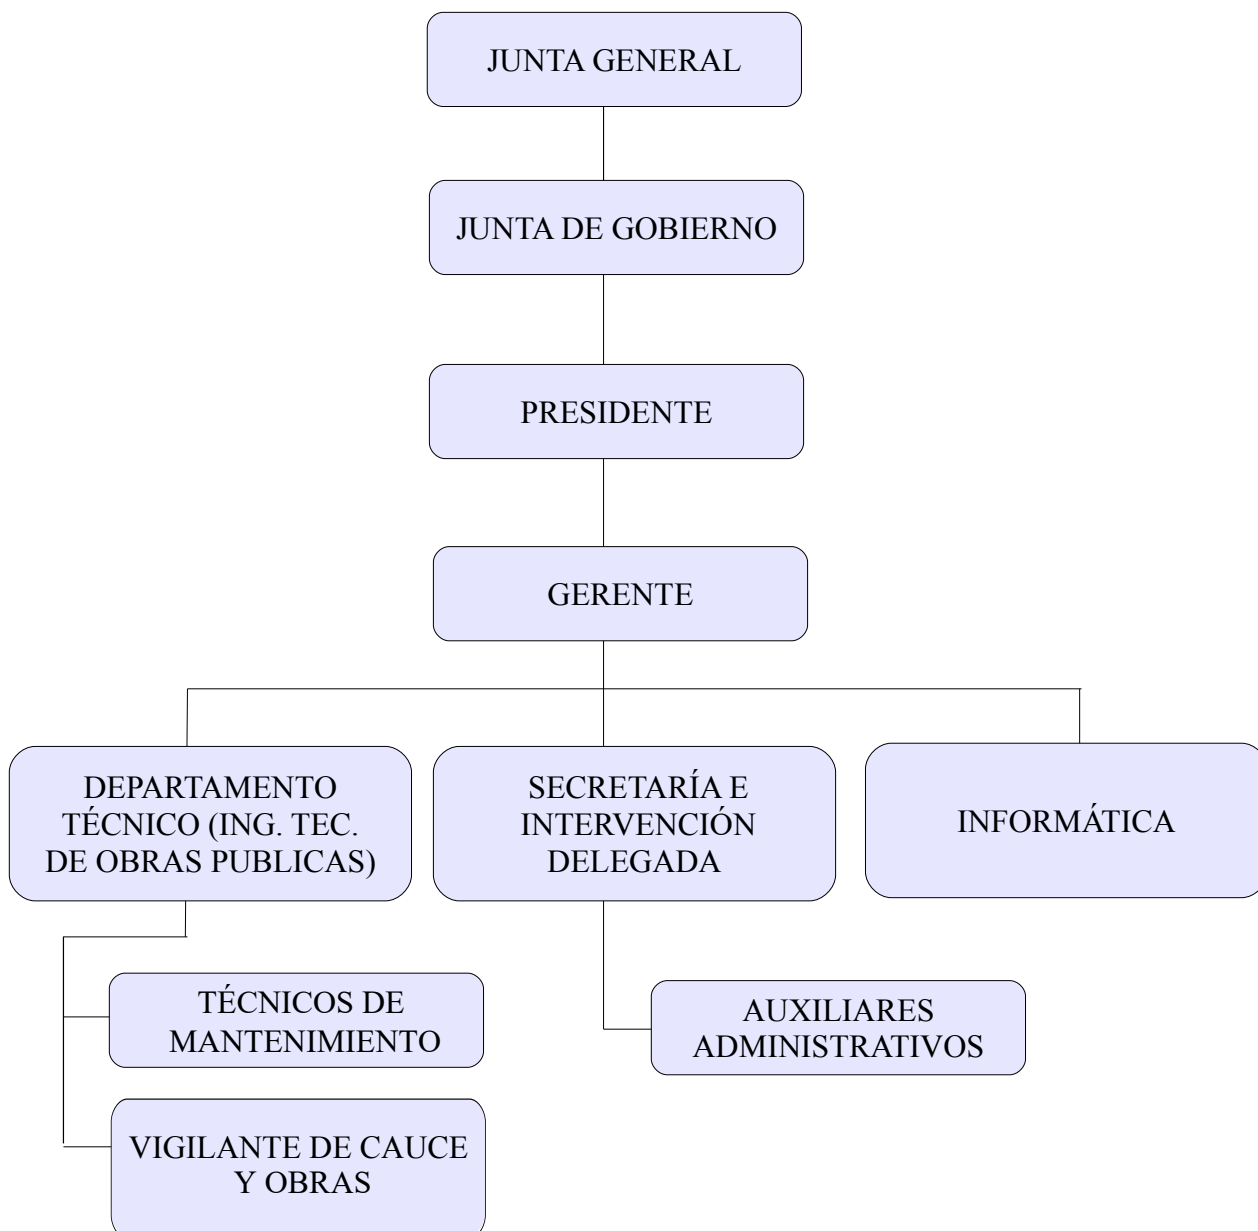 JUNTA GENERAL
JUNTA DE GOBIERNO
PRESIDENTE
GERENTE
DEPARTAMENTO
TÉCNICO (ING. TEC.
DE OBRAS PUBLICAS)
SECRETARÍA E
INTERVENCIÓN
DELEGADA
INFORMÁTICA
TÉCNICOS DE
MANTENIMIENTO
AUXILIARES
ADMINISTRATIVOS
VIGILANTE DE CAUCE
Y OBRAS